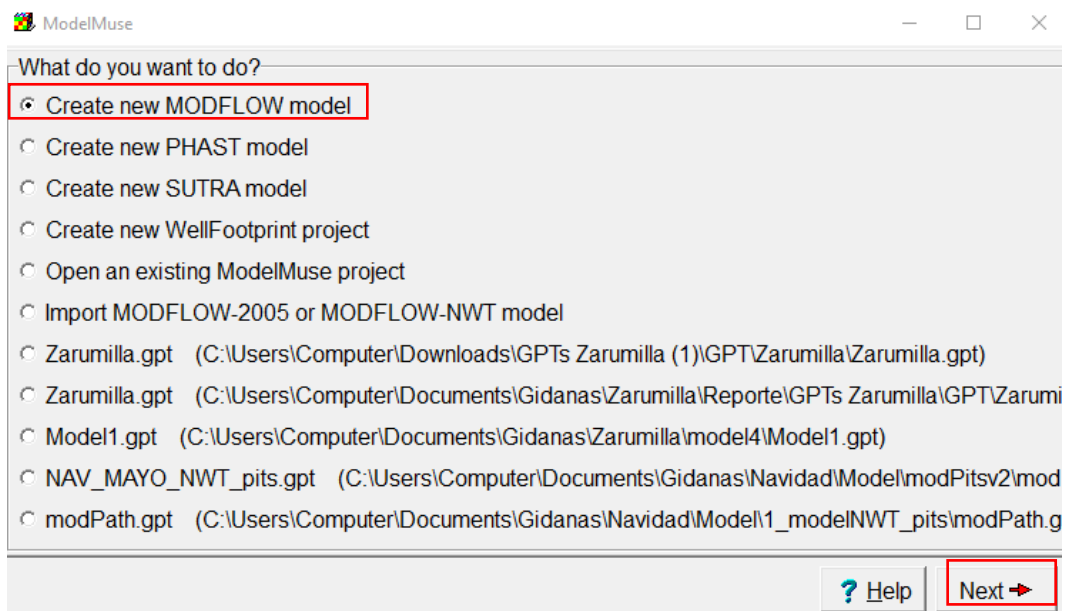 ModelMuse
What do you want to do?
Create new MODFLOW model
Create new PHAST model
Create new SUTRA model
Create new WellFootprint project
Open an existing ModelMuse project
Import MODFLOW-2005 or MODFLOW-NWT model
Zarumilla.gpt (C:\Users\Computer\Downloads\GPTs Zarumilla (1)\GPT\Zarumilla\Zarumilla.gpt)
Zarumilla.gpt (C:\Users\Computer\Documents\Gidanas\Zarumilla\Reporte\GPTs Zarumilla\GPT\Zarumi
Model1.gpt (C:\Users\Computer\Documents\Gidanas\Zarumilla\model4\Model1.gpt)
NAV_MAYO_NWT_pits.gpt (C:\Users\Computer\Documents\Gidanas\Navidad\Model\modPitsv2\mod
modPath.gpt (C:\Users\Computer\Documents\Gidanas\Navidad\Model\1_modelNWT_pits\modPath.g
? Help Next